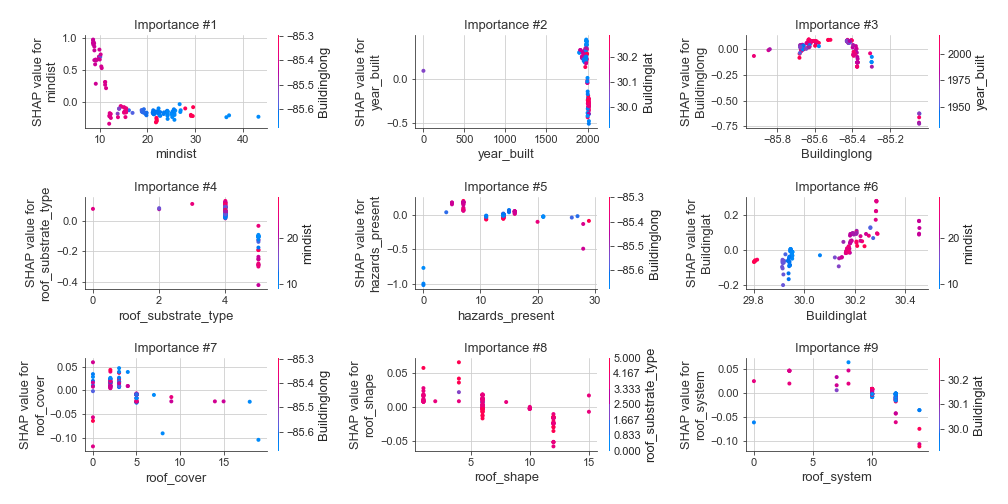 Importance #1
SHAP value for
mindist
1.0
0.5
0.0
10
20
30
40
mindist
−85.3
−85.4
−85.5
−85.6
Buildinglong
Importance #2
SHAP value for
year_built
0.0
−0.5
0
500
1000
1500
2000
year_built
30.2
30.1
30.0
Buildinglat
Importance #3
SHAP value for
Buildinglong
0.00
−0.25
−0.50
−0.75
−85.8
−85.6
−85.4
−85.2
Buildinglong
2000
1975
1950
year_built
Importance #4
SHAP value for
roof_substrate_type
0.0
−0.2
−0.4
0
2
4
roof_substrate_type
20
10
mindist
Importance #5
SHAP value for
hazards_present
0.0
−0.5
−1.0
0
10
20
30
hazards_present
−85.3
−85.4
−85.5
−85.6
Buildinglong
Importance #6
SHAP value for
Buildinglat
0.2
0.0
−0.2
29.8
30.0
30.2
30.4
Buildinglat
20
10
mindist
Importance #7
SHAP value for
roof_cover
0.05
0.00
−0.05
−0.10
0
5
10
15
roof_cover
−85.3
−85.4
−85.5
−85.6
Buildinglong
Importance #8
SHAP value for
roof_shape
0.05
0.00
−0.05
5
10
15
roof_shape
5.000
4.167
3.333
2.500
1.667
0.833
0.000
roof_substrate_type
Importance #9
SHAP value for
roof_system
0.05
0.00
−0.05
−0.10
0
5
10
roof_system
30.2
30.1
30.0
Buildinglat